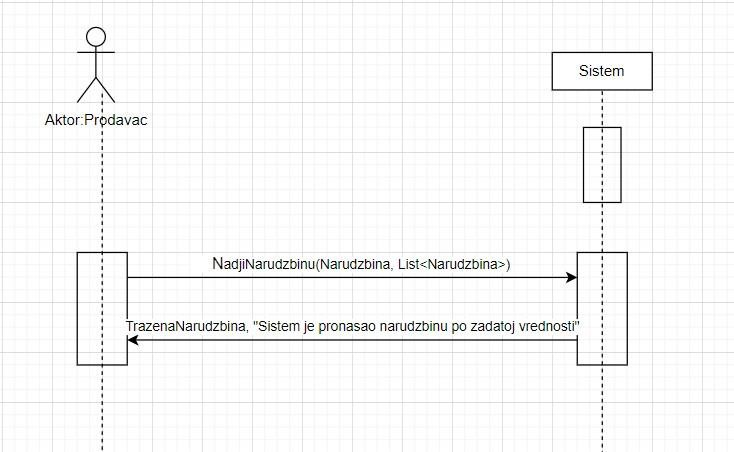 Sistem
Aktor:Prodavac
NadjiNarudzbinu(Narudzbina, List<Narudzbina>)
TrazenaNarudzbina, "Sistem je pronasao narudzbinu po zadatoj vrednosti"